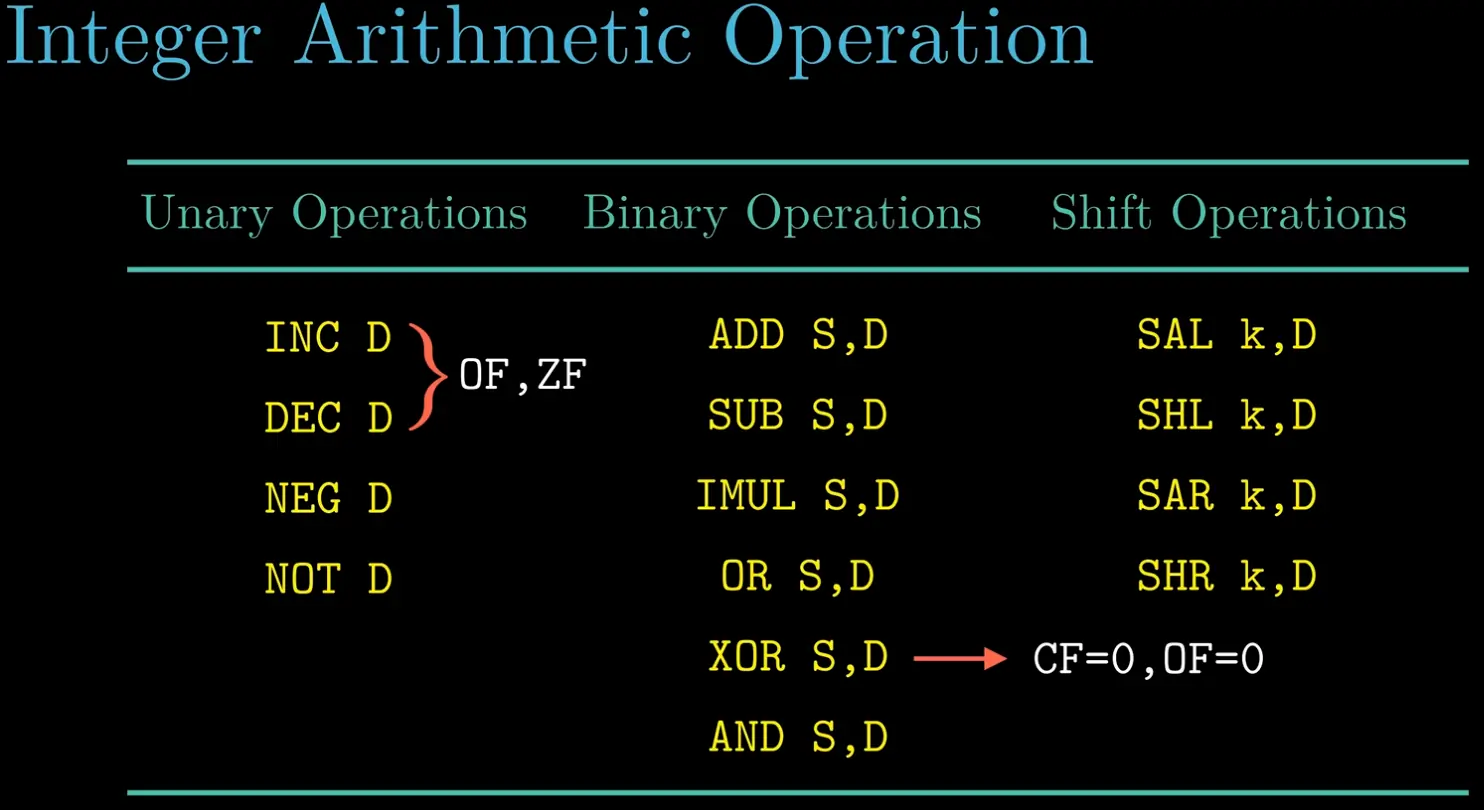 Integer Arithmetic Operation
Unary Operations Binary Operations Shift Operations
INC D ADD S,D SAL k,D
OF,ZF
DEC D SUB S,D SHL k,D
NEG D IMUL S,D SAR k,D
NOT D OR S,D SHR k,D
XOR S,D CF=0,OF=0
AND S,D